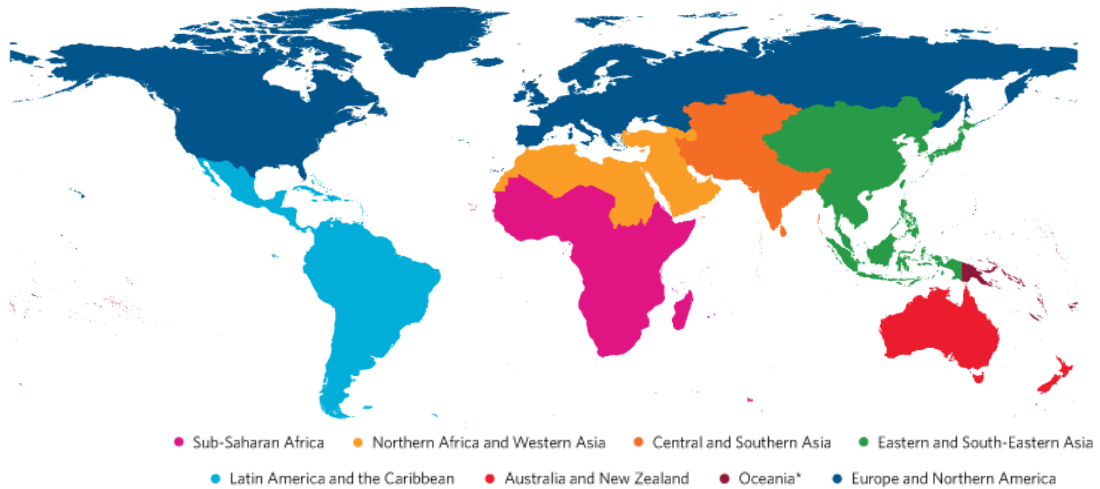 Sub-Saharan Africa Northern Africa and Western Asia Central and Southern Asia Eastern and South-Eastern Asia
Latin America and the Caribbean Australia and New Zealand Oceania* Europe and Northern America